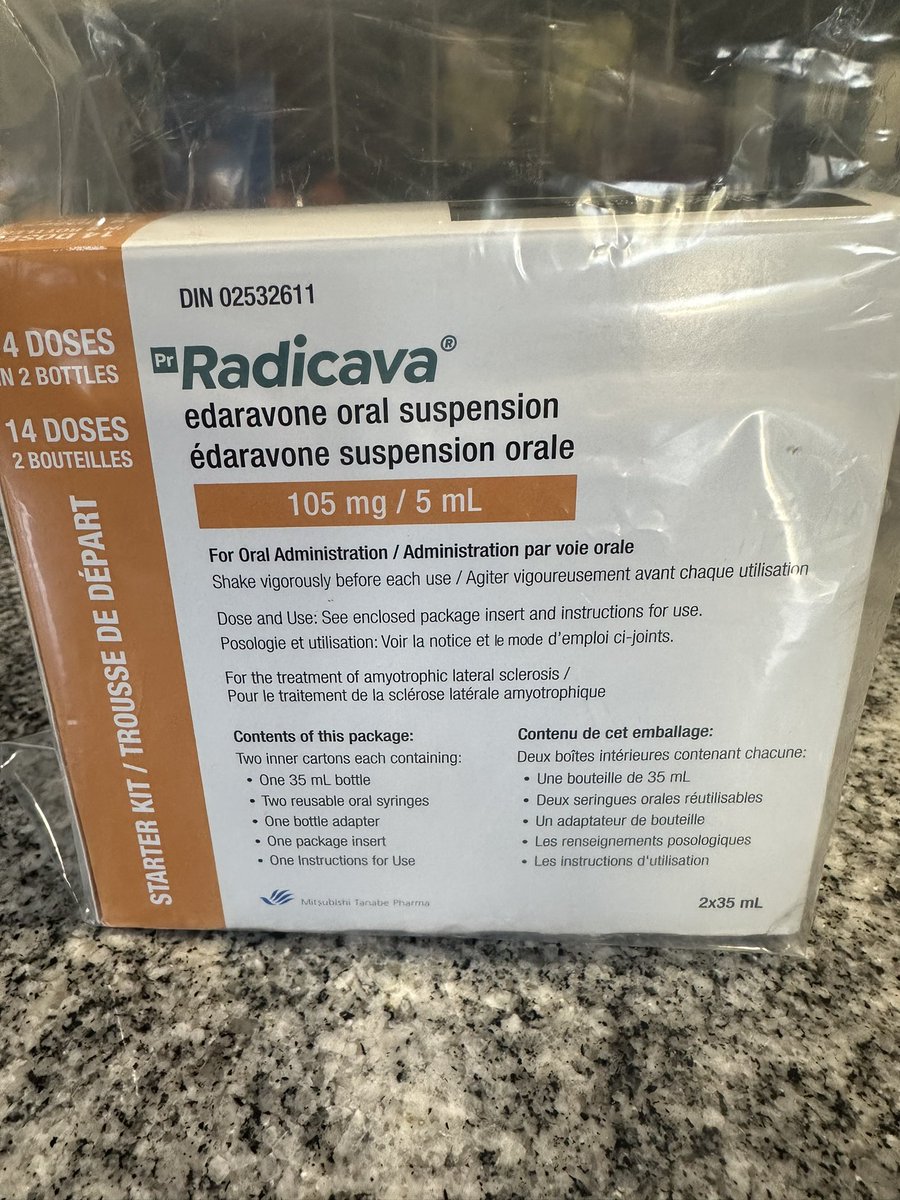 DIN 02532611
4 DOSES
N 2 BOTTLES
14 DOSES
2 BOUTEILLES
STARTER KIT / TROUSSE DE DÉPART
Pr Radicava®
edaravone oral suspension
édaravone suspension orale
105 mg / 5 mL
For Oral Administration / Administration par voie orale
Shake vigorously before each use / Agiter vigoureusement avant chaque utilisation
Dose and Use: See enclosed package insert and instructions for use.
Posologie et utilisation: Voir la notice et le mode d'emploi ci-joints.
For the treatment of amyotrophic lateral sclerosis /
Pour le traitement de la sclérose latérale amyotrophique
Contents of this package:
Two inner cartons each containing:
• One 35 mL bottle
• Two reusable oral syringes
• One bottle adapter
• One package insert
• One Instructions for Use
Contenu de cet emballage:
Deux boîtes intérieures contenant chacune:
• Une bouteille de 35 mL
• Deux seringues orales réutilisables
• Un adaptateur de bouteille
• Les renseignements posologiques
• Les instructions d'utilisation
Mitsubishi Tanabe Pharma
2x35 mL